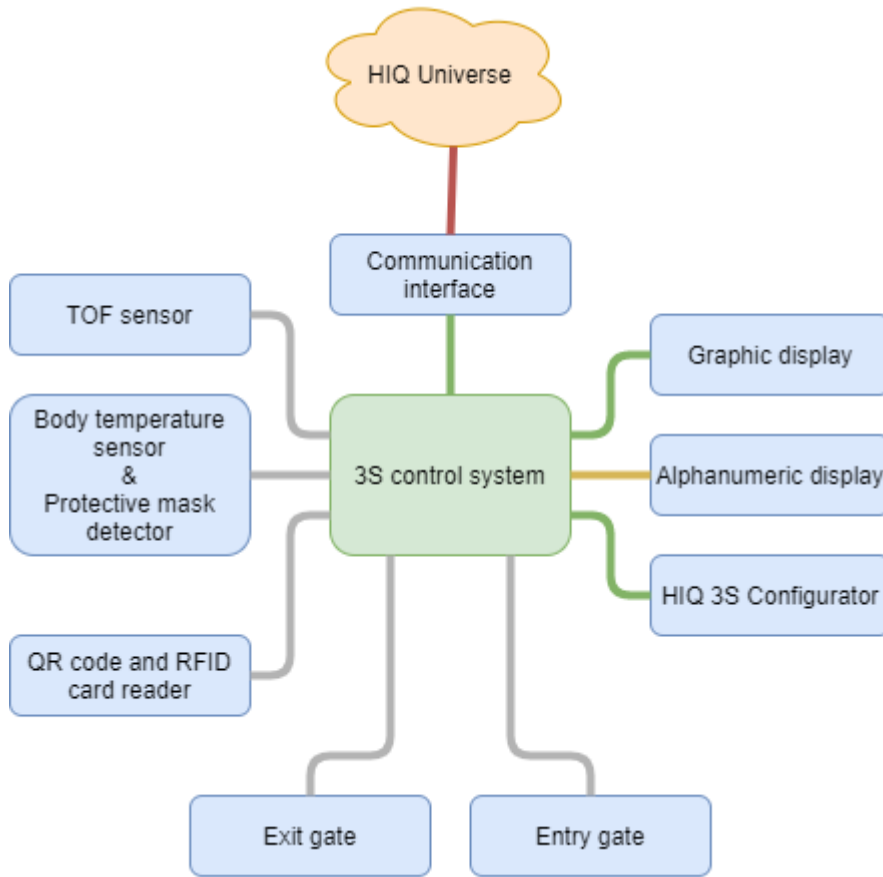 HIQ Universe
Communication
interface
TOF sensor
Graphic display
Body temperature
sensor
&
Protective mask
detector
3S control system
Alphanumeric display
HIQ 3S Configurator
QR code and RFID
card reader
Exit gate
Entry gate